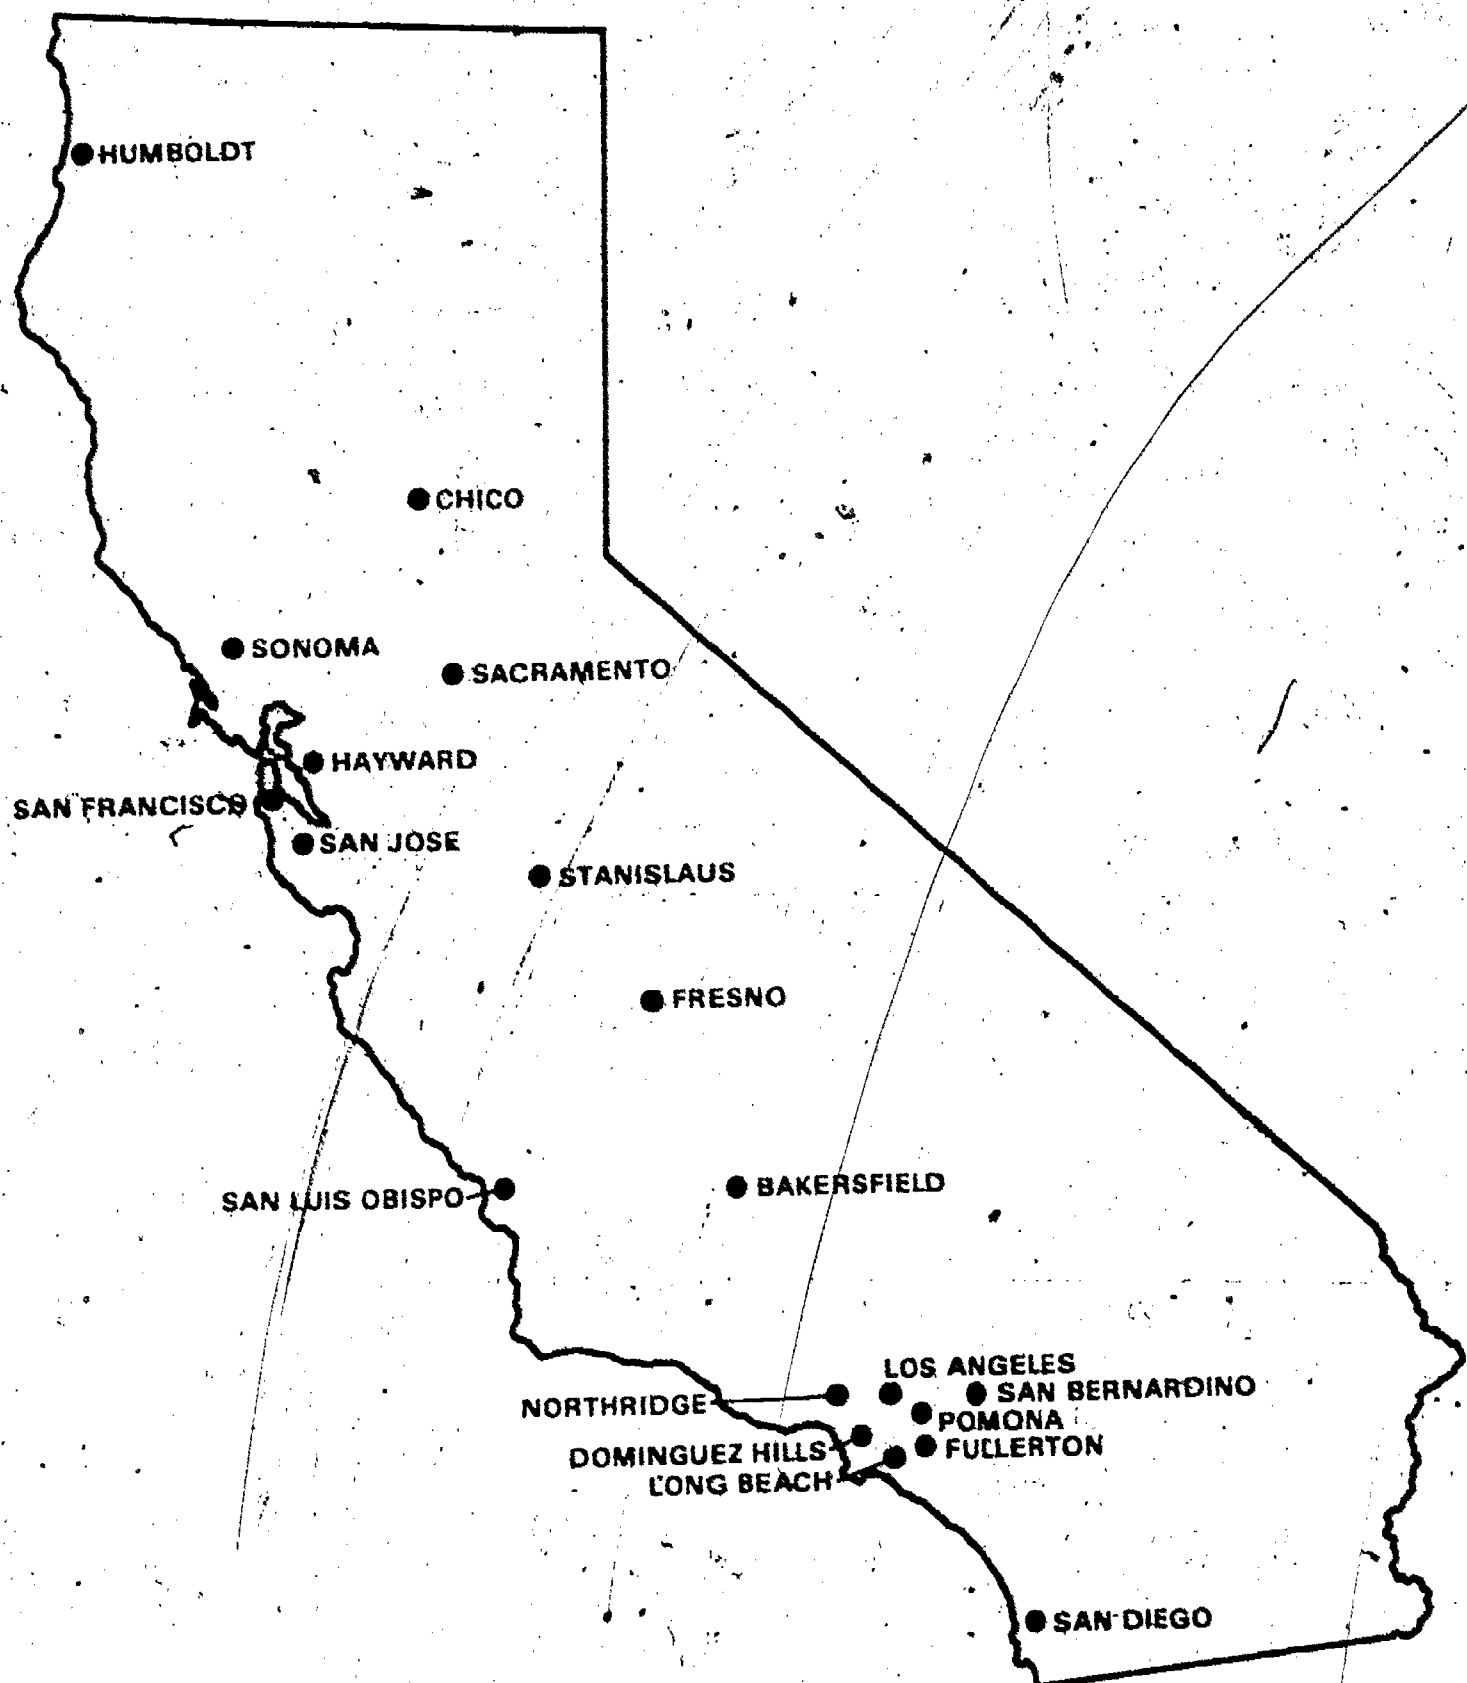 HUMBOLDT
CHICO
SONOMA
SACRAMENTO
HAYWARD
SAN FRANCISCO
SAN JOSE
STANISLAUS
FRESNO
SAN LUIS OBISPO
BAKERSFIELD
LOS ANGELES
SAN BERNARDINO
NORTHRIDGE
POMONA
FULLERTON
DOMINGUEZ HILLS
LONG BEACH
SAN DIEGO